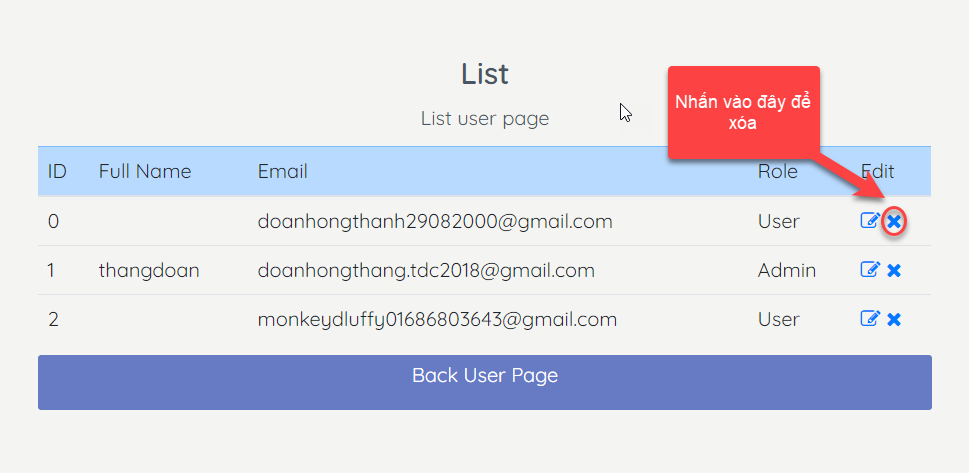 List
List user page
Nhấn vào đây để
xóa
ID Full Name Email Role Edit
0 doanhongthanh29082000@gmail.com User
1 thangdoan doanhongthang.tdc2018@gmail.com Admin
2 monkeydluffy01686803643@gmail.com User
Back User Page